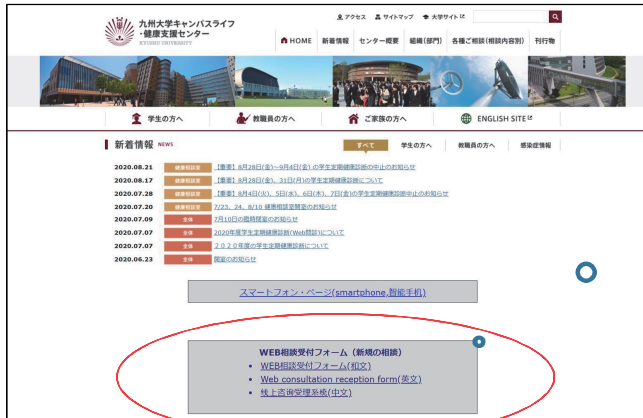 アクセス サイトマップ 大学サイト
九州大学キャンパスライフ
・健康支援センター
KYUSHU UNIVERSITY
HOME 新着情報 センター概要 組織(部門) 各種ご相談(相談内容別) 刊行物
学生の方へ 教職員の方へ ご家族の方へ ENGLISH SITE
新着情報 NEWS すべて 学生の方へ 教職員の方へ 感染症情報
2020.08.21 健康相談室 【重要】8月28日(金)~9月4日(金) の学生定期健康診断の中止のお知らせ
2020.08.17 健康相談室 【重要】8月28日(金)、31日(月)の学生定期健康診断について
2020.07.28 健康相談室 【重要】8月4日(火)、5日(水)、6日(木)、7日(金)の学生定期健康診断中止のお知らせ
2020.07.20 健康相談室 7/23、24、8/10 健康相談室閉室のお知らせ
2020.07.09 全体 7月10日の臨時閉室のお知らせ
2020.07.07 全体 2020年度学生定期健康診断(Web問診)について
2020.07.07 全体 2020年度の学生定期健康診断について
2020.06.23 全体 開室のお知らせ
スマートフォン・ページ(smartphone,智能手机)
WEB相談受付フォーム(新規の相談)
• WEB相談受付フォーム(和文)
• Web consultation reception form(英文)
• 线上咨询受理系统(中文)